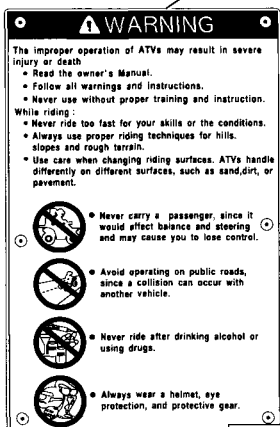 WARNING
The improper operation of ATVs may result in severe
injury or death
• Read the owner's Manual.
• Follow all warnings and instructions.
• Never use without proper training and instruction.
While riding :
• Never ride too fast for your skills or the conditions.
• Always use proper riding techniques for hills.
slopes and rough terrain.
• Use care when changing riding surfaces. ATVs handle
differently on different surfaces, such as sand,dirt, or
pavement.
• Never carry a passenger, since it
would affect balance and steering
and may cause you to lose control.
• Avoid operating on public roads,
since a collision can occur with
another vehicle.
• Never ride after drinking alcohol or
using drugs.
• Always wear a helmet, eye
protection, and protective gear.